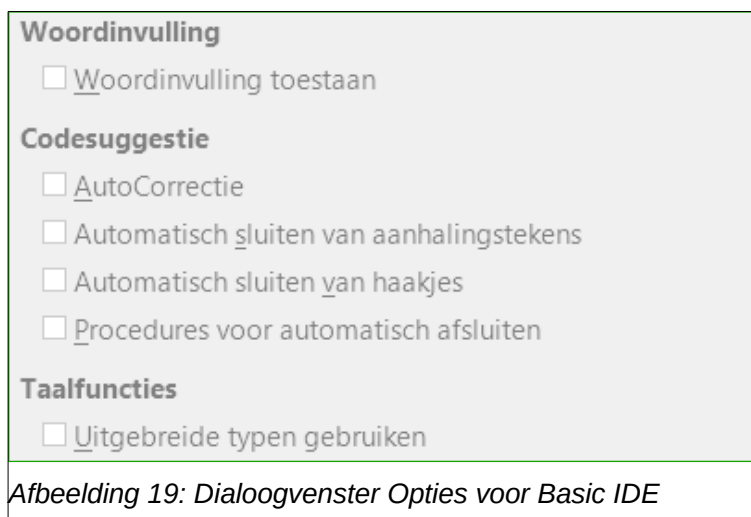 Woordinvulling
Woordinvulling toestaan
Codesuggestie
AutoCorrectie
Automatisch sluiten van aanhalingstekens
Automatisch sluiten van haakjes
Procedures voor automatisch afsluiten
Taalfuncties
Uitgebreide typen gebruiken
Afbeelding 19: Dialoogvenster Opties voor Basic IDE